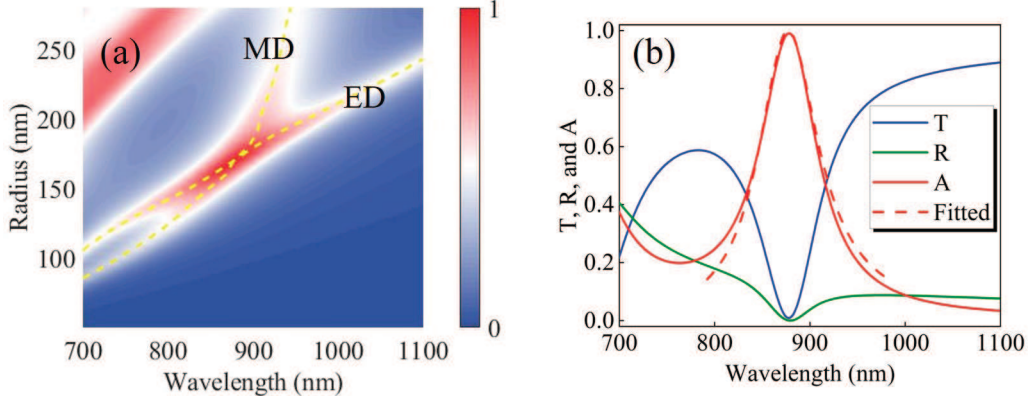 (a)
MD
ED
250
200
150
100
Radius (nm)
700
800
900
1000
1100
Wavelength (nm)
1
0
(b)
1.0
0.8
0.6
0.4
0.2
0.0
T, R, and A
T
R
A
Fitted
700
800
900
1000
1100
Wavelength (nm)